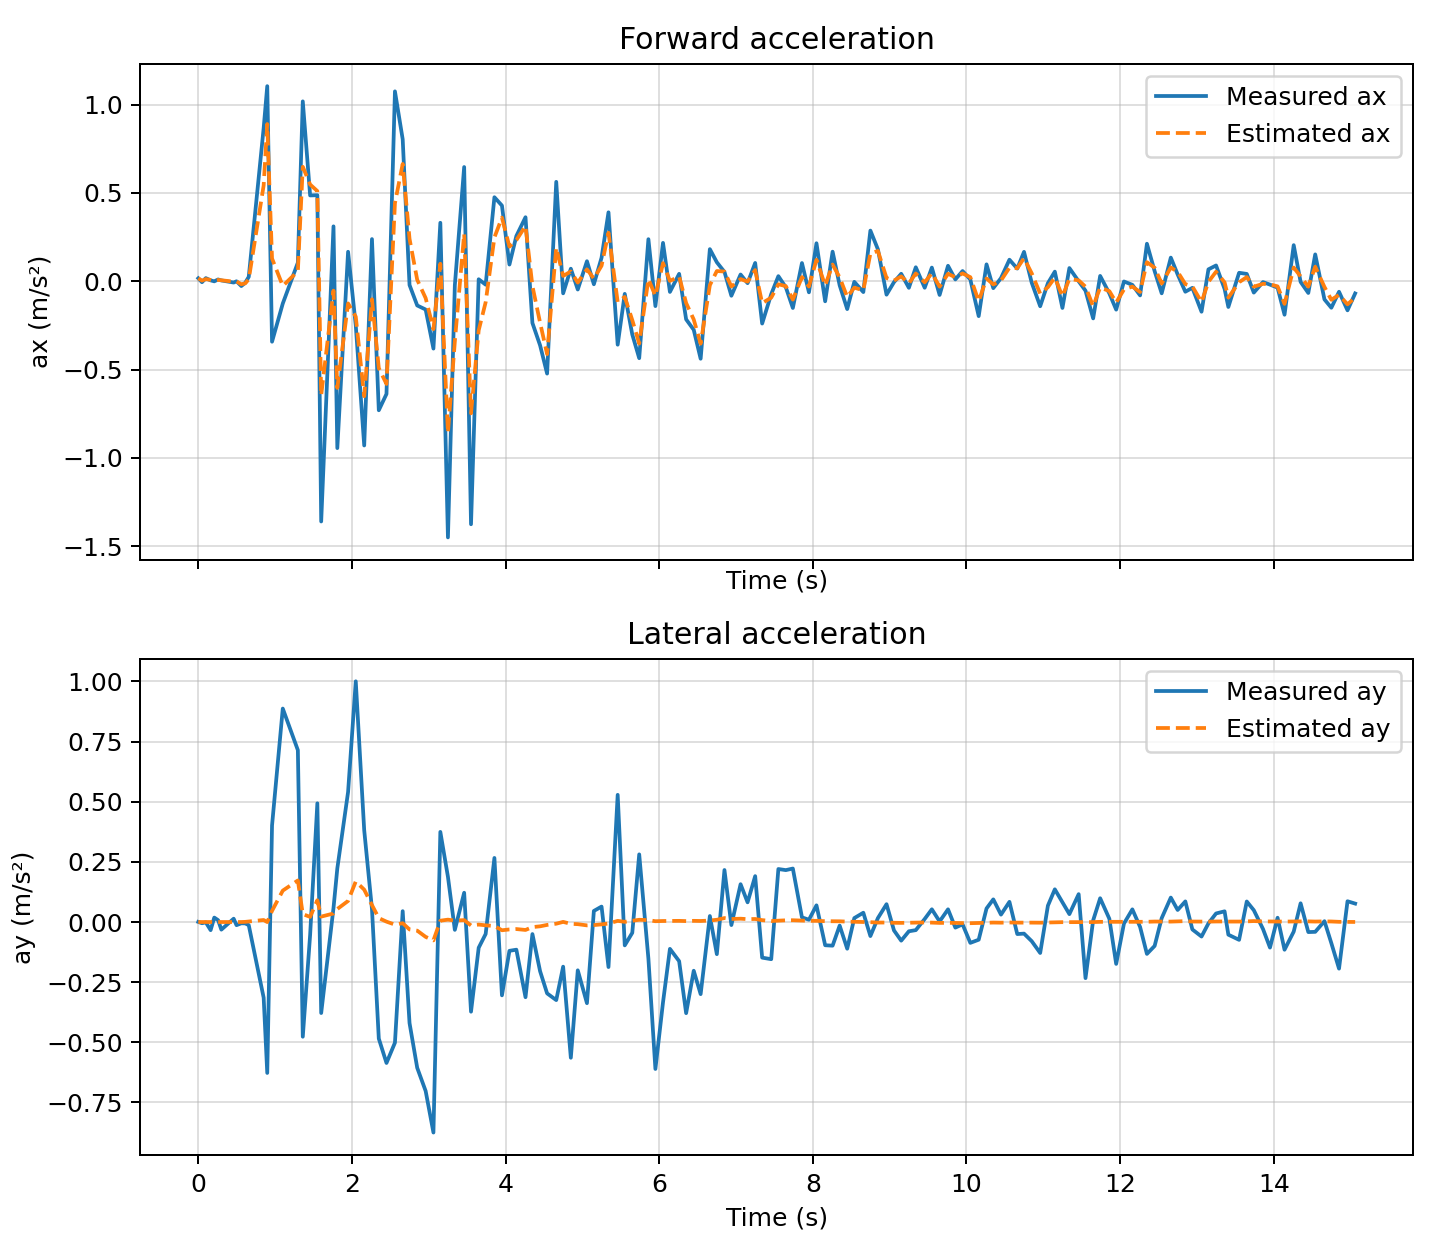 Forward acceleration
1.0
0.5
0.0
−0.5
−1.0
−1.5
ax (m/s²)
Measured ax
Estimated ax
Time (s)
Lateral acceleration
1.00
0.75
0.50
0.25
0.00
−0.25
−0.50
−0.75
ay (m/s²)
Measured ay
Estimated ay
0 2 4 6 8 10 12 14
Time (s)